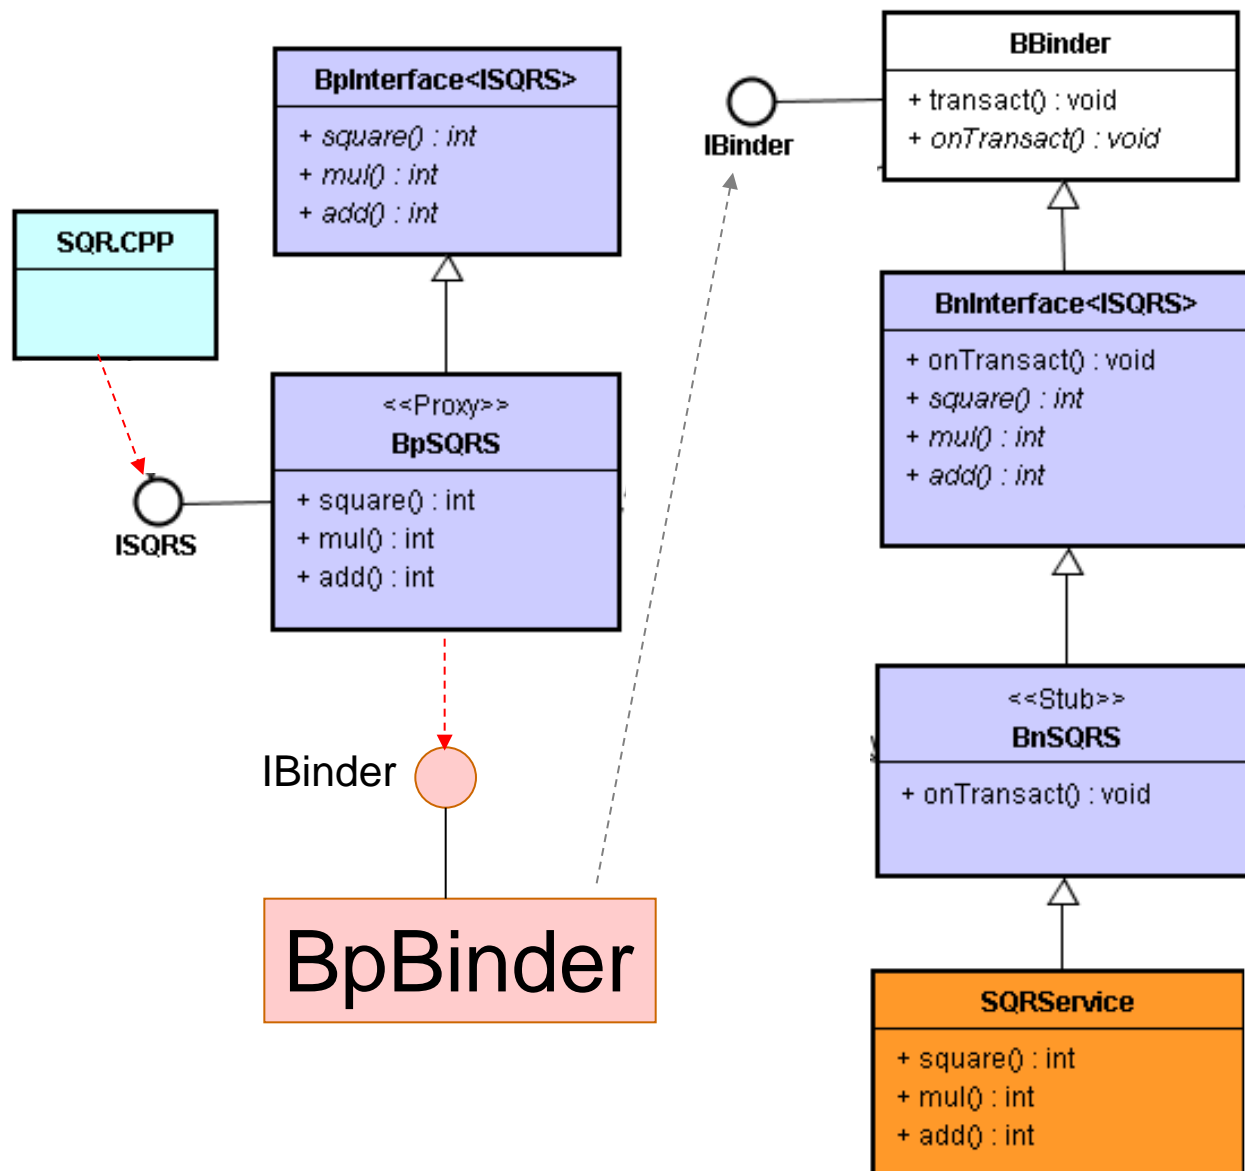 BpInterface<ISQRS>
+ square() : int
+ mul() : int
+ add() : int
SQR.CPP
<<Proxy>>
BpSQRS
+ square() : int
+ mul() : int
+ add() : int
ISQRS
IBinder
BpBinder
BBinder
+ transact() : void
+ onTransact() : void
IBinder
BnInterface<ISQRS>
+ onTransact() : void
+ square() : int
+ mul() : int
+ add() : int
<<Stub>>
BnSQRS
+ onTransact() : void
SQRService
+ square() : int
+ mul() : int
+ add() : int